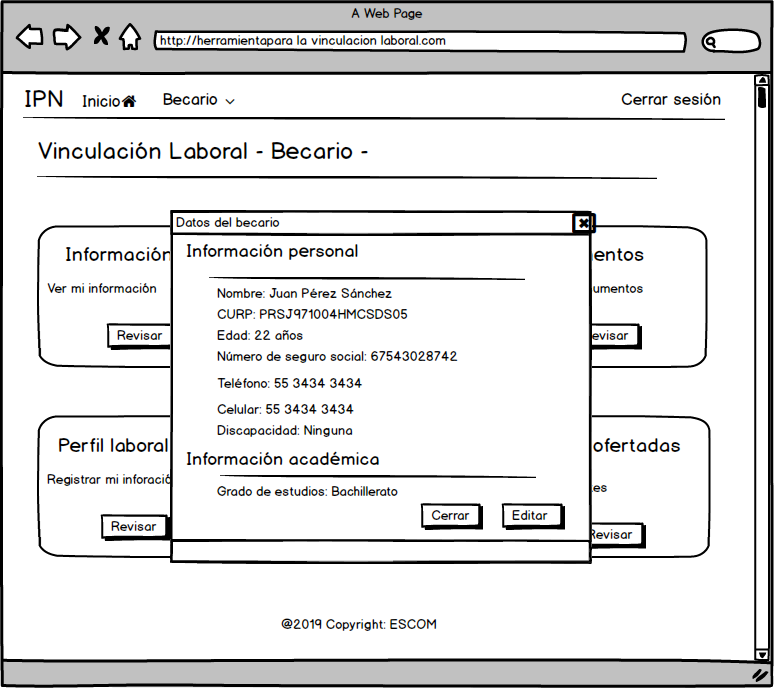 A Web Page
http://herramientapara la vinculacion laboral.com
IPN Inicio Becario Cerrar sesión
Vinculación Laboral - Becario -
Datos del becario
Información personal
Nombre: Juan Pérez Sánchez
CURP: PRSJ971004HMCSDS05
Edad: 22 años
Número de seguro social: 67543028742
Teléfono: 55 3434 3434
Celular: 55 3434 3434
Discapacidad: Ninguna
Información académica
Grado de estudios: Bachillerato
Cerrar Editar
Información
Ver mi información
Revisar
entos
umentos
evisar
Perfil laboral
Registrar mi inforació
Revisar
ofertadas
es
Revisar
@2019 Copyright: ESCOM